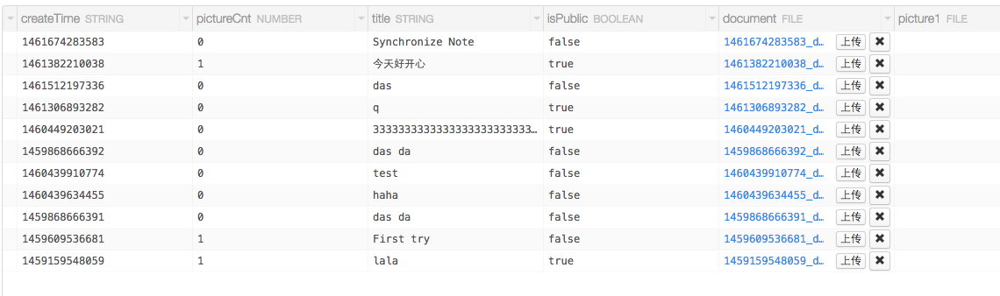 createTime STRING pictureCnt NUMBER title STRING isPublic BOOLEAN document FILE picture1 FILE
1461674283583 0 Synchronize Note false 1461674283583_d… 上传
1461382210038 1 今天好开心 true 1461382210038_d… 上传
1461512197336 0 das false 1461512197336_d… 上传
1461306893282 0 q true 1461306893282_d… 上传
1460449203021 0 3333333333333333333333333… true 1460449203021_d… 上传
1459868666392 0 das da false 1459868666392_d… 上传
1460439910774 0 test false 1460439910774_d… 上传
1460439634455 0 haha false 1460439634455_d… 上传
1459868666391 0 das da false 1459868666391_d… 上传
1459609536681 1 First try false 1459609536681_d… 上传
1459159548059 1 lala true 1459159548059_d… 上传